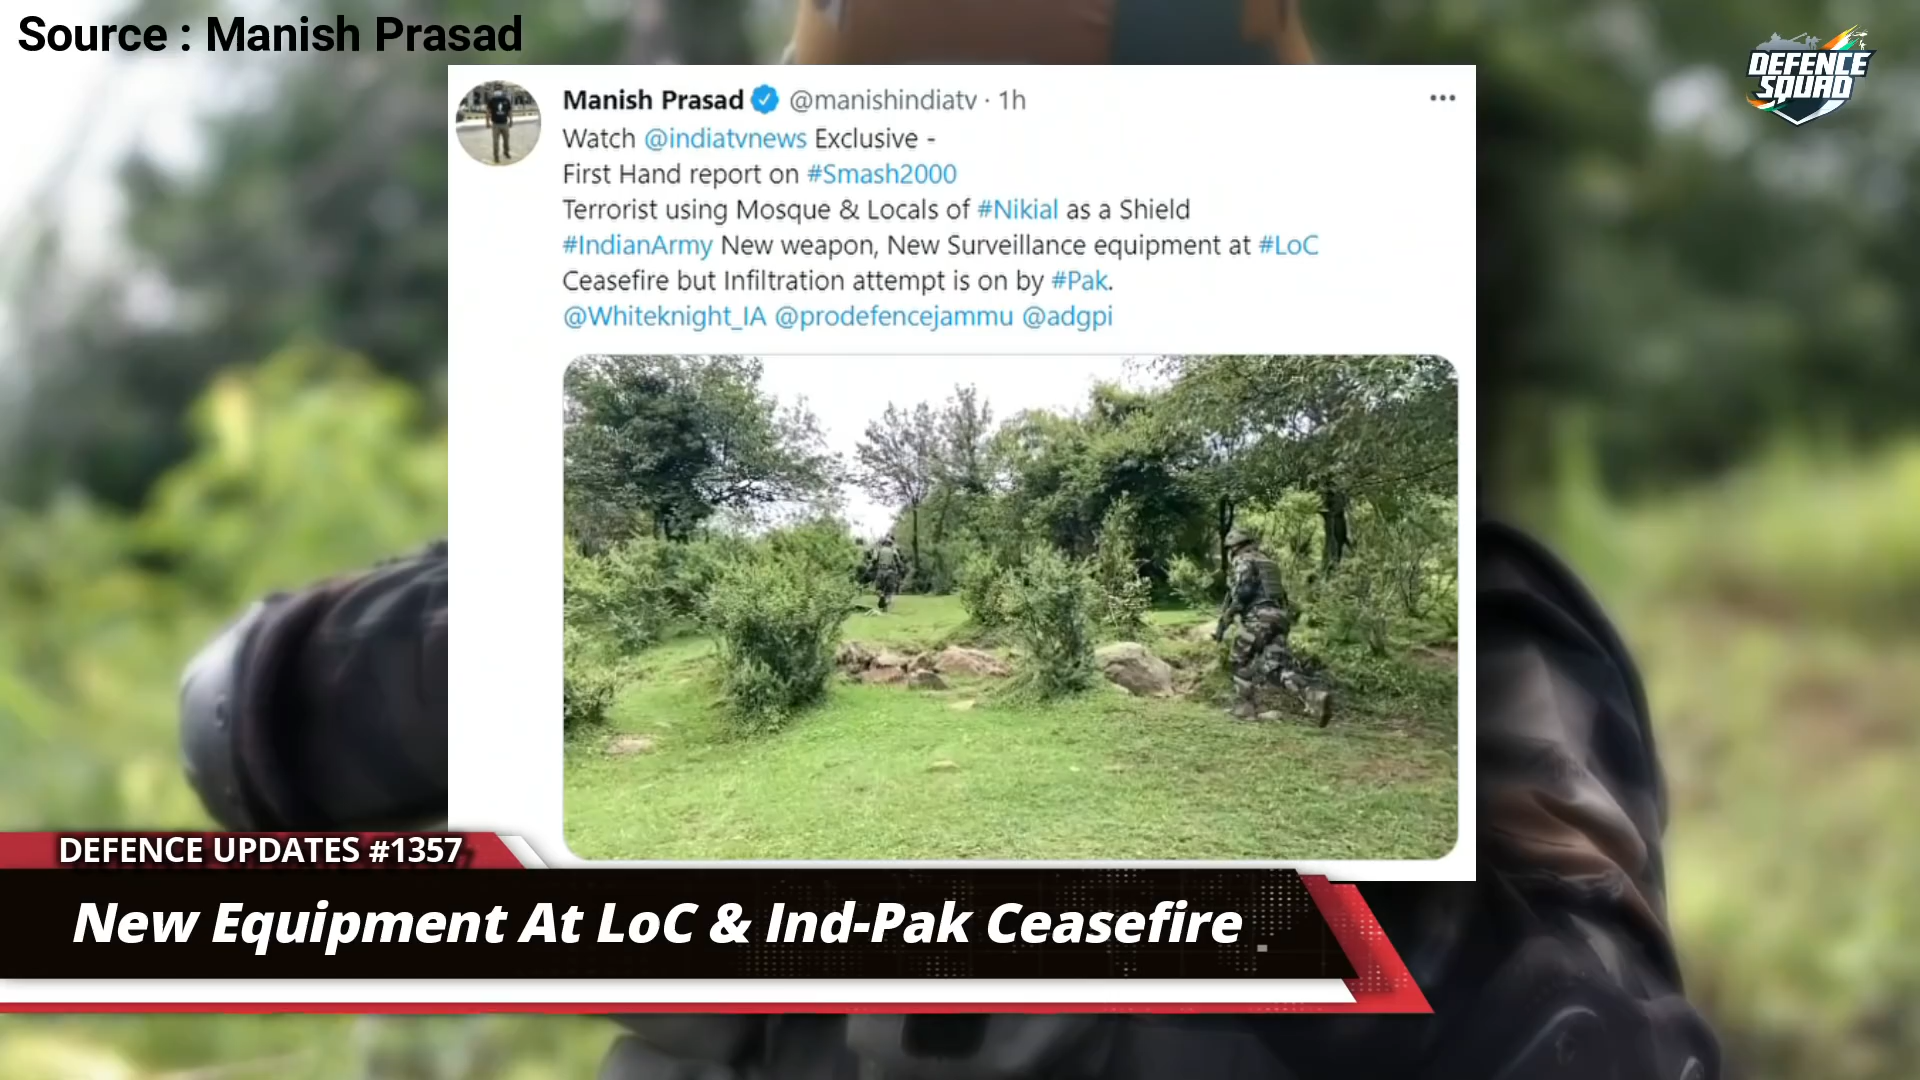 Source : Manish Prasad
DEFENCE
SQUAD
Manish Prasad @manishindiatv · 1h
Watch @indiatvnews Exclusive -
First Hand report on #Smash2000
Terrorist using Mosque & Locals of #Nikial as a Shield
#IndianArmy New weapon, New Surveillance equipment at #LoC
Ceasefire but Infiltration attempt is on by #Pak.
@Whiteknight_IA @prodefencejammu @adgpi
DEFENCE UPDATES #1357
New Equipment At LoC & Ind-Pak Ceasefire